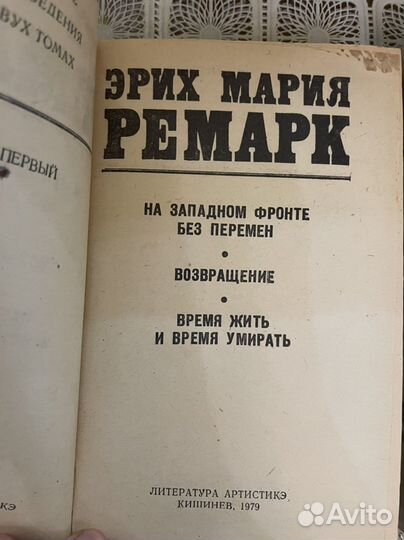 ВЕДЕНИЯ
ВУХ ТОМАХ
ПЕРВЫЙ
КЭ
ЭРИХ МАРИЯ
РЕМАРК
НА ЗАПАДНОМ ФРОНТЕ
БЕЗ ПЕРЕМЕН
•
ВОЗВРАЩЕНИЕ
•
ВРЕМЯ ЖИТЬ
И ВРЕМЯ УМИРАТЬ
ЛИТЕРАТУРА АРТИСТИКЭ
КИШИНЕВ, 1979
Avito